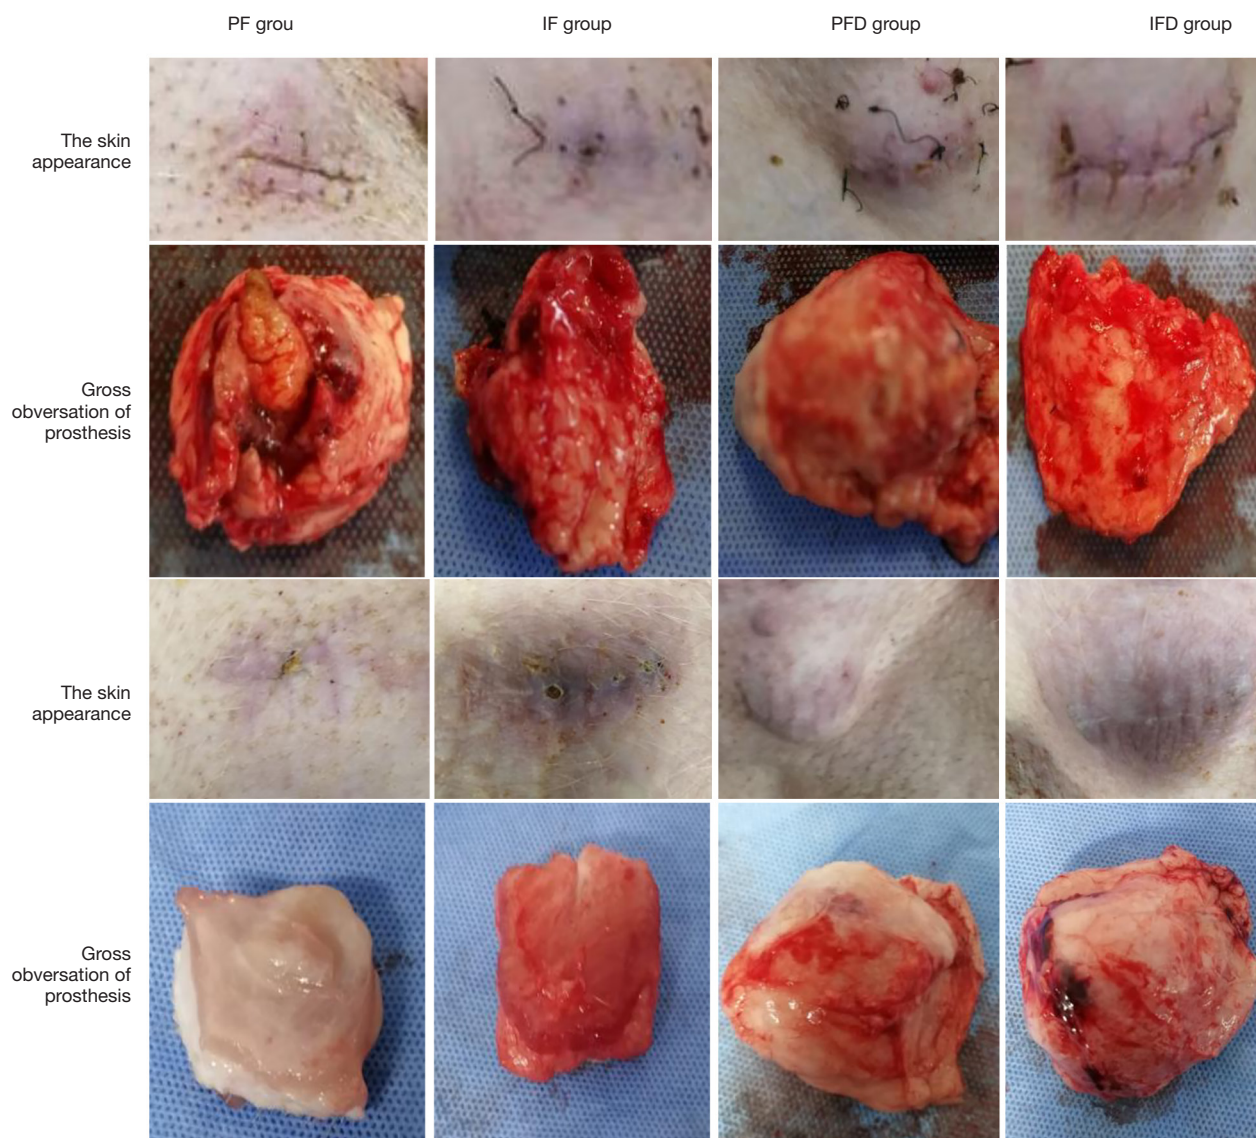 PF grou
IF group
PFD group
IFD group
The skin
appearance
Gross
obversation of
prosthesis
The skin
appearance
Gross
obversation of
prosthesis